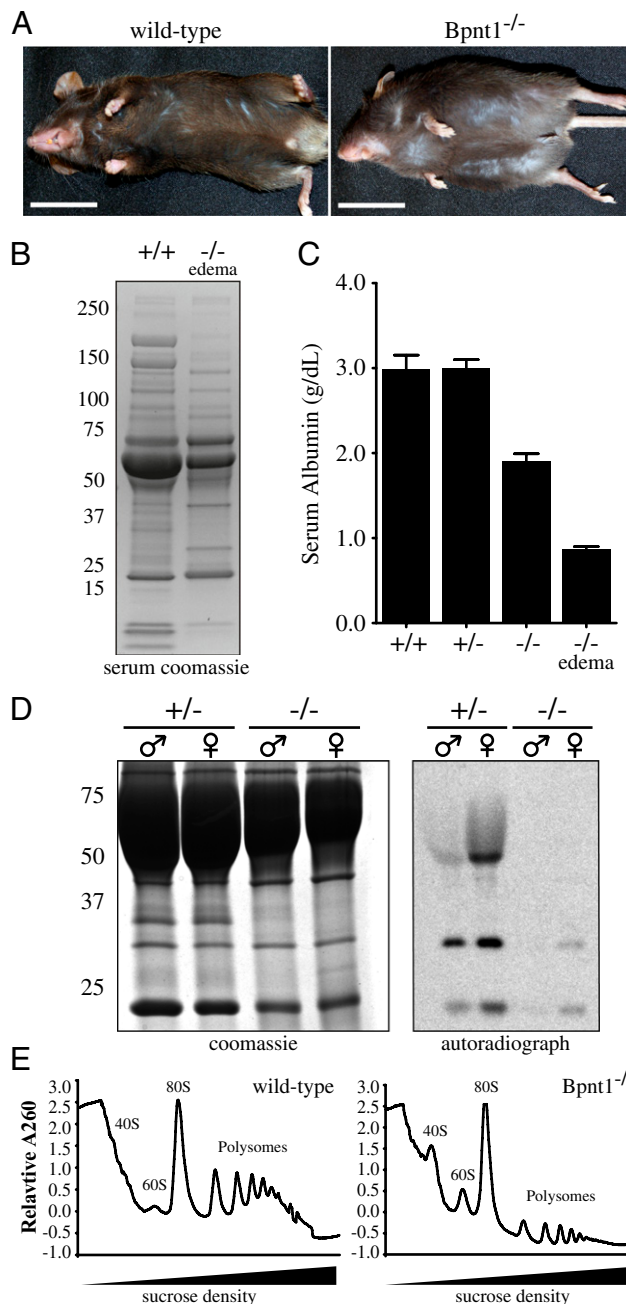 A
wild-type
Bpnt1-/-
B
+/+
-/-
edema
250
150
100
75
50
37
25
15
serum coomassie
C
Serum Albumin (g/dL)
4.0
3.0
2.0
1.0
0.0
+/+
+/-
-/-
-/-
edema
D
+/-
-/-
♂
♀
♂
♀
75
50
37
25
coomassie
+/-
-/-
♂
♀
♂
♀
autoradiograph
E
Relavtive A260
3.0
2.5
2.0
1.5
1.0
0.5
0.0
-0.5
-1.0
40S
60S
80S
wild-type
Polysomes
sucrose density
3.0
2.5
2.0
1.5
1.0
0.5
0.0
-0.5
-1.0
40S
60S
80S
Bpnt1-/
Polysomes
sucrose density